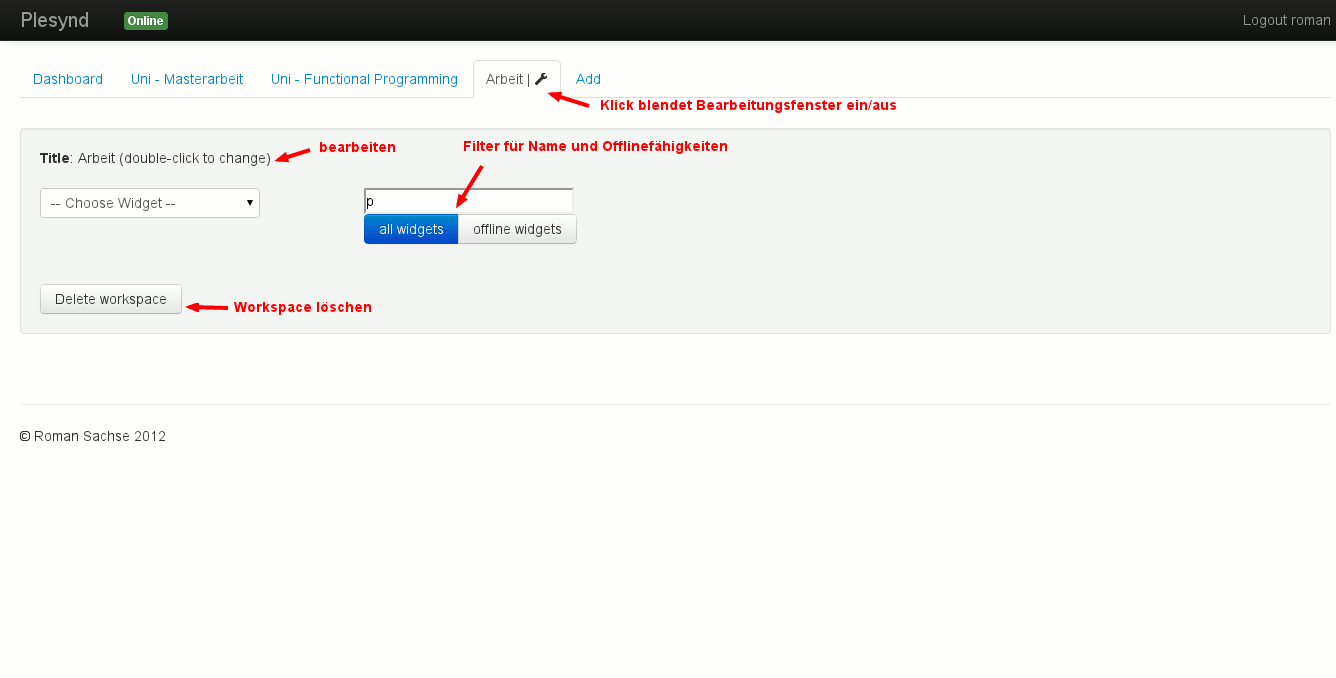 Plesynd Online Logout roman
Dashboard Uni - Masterarbeit Uni - Functional Programming Arbeit | Add
Klick blendet Bearbeitungsfenster ein/aus
Title: Arbeit (double-click to change) bearbeiten Filter für Name und Offlinefähigkeiten
-- Choose Widget -- p
all widgets offline widgets
Delete workspace Workspace löschen
© Roman Sachse 2012